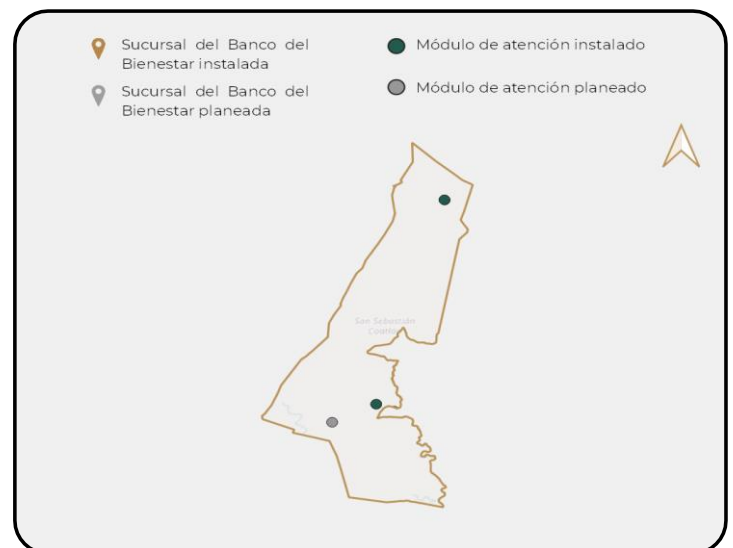 Sucursal del Banco del
Bienestar instalada
Sucursal del Banco del
Bienestar planeada
Módulo de atención instalado
Módulo de atención planeado
San Sebastián